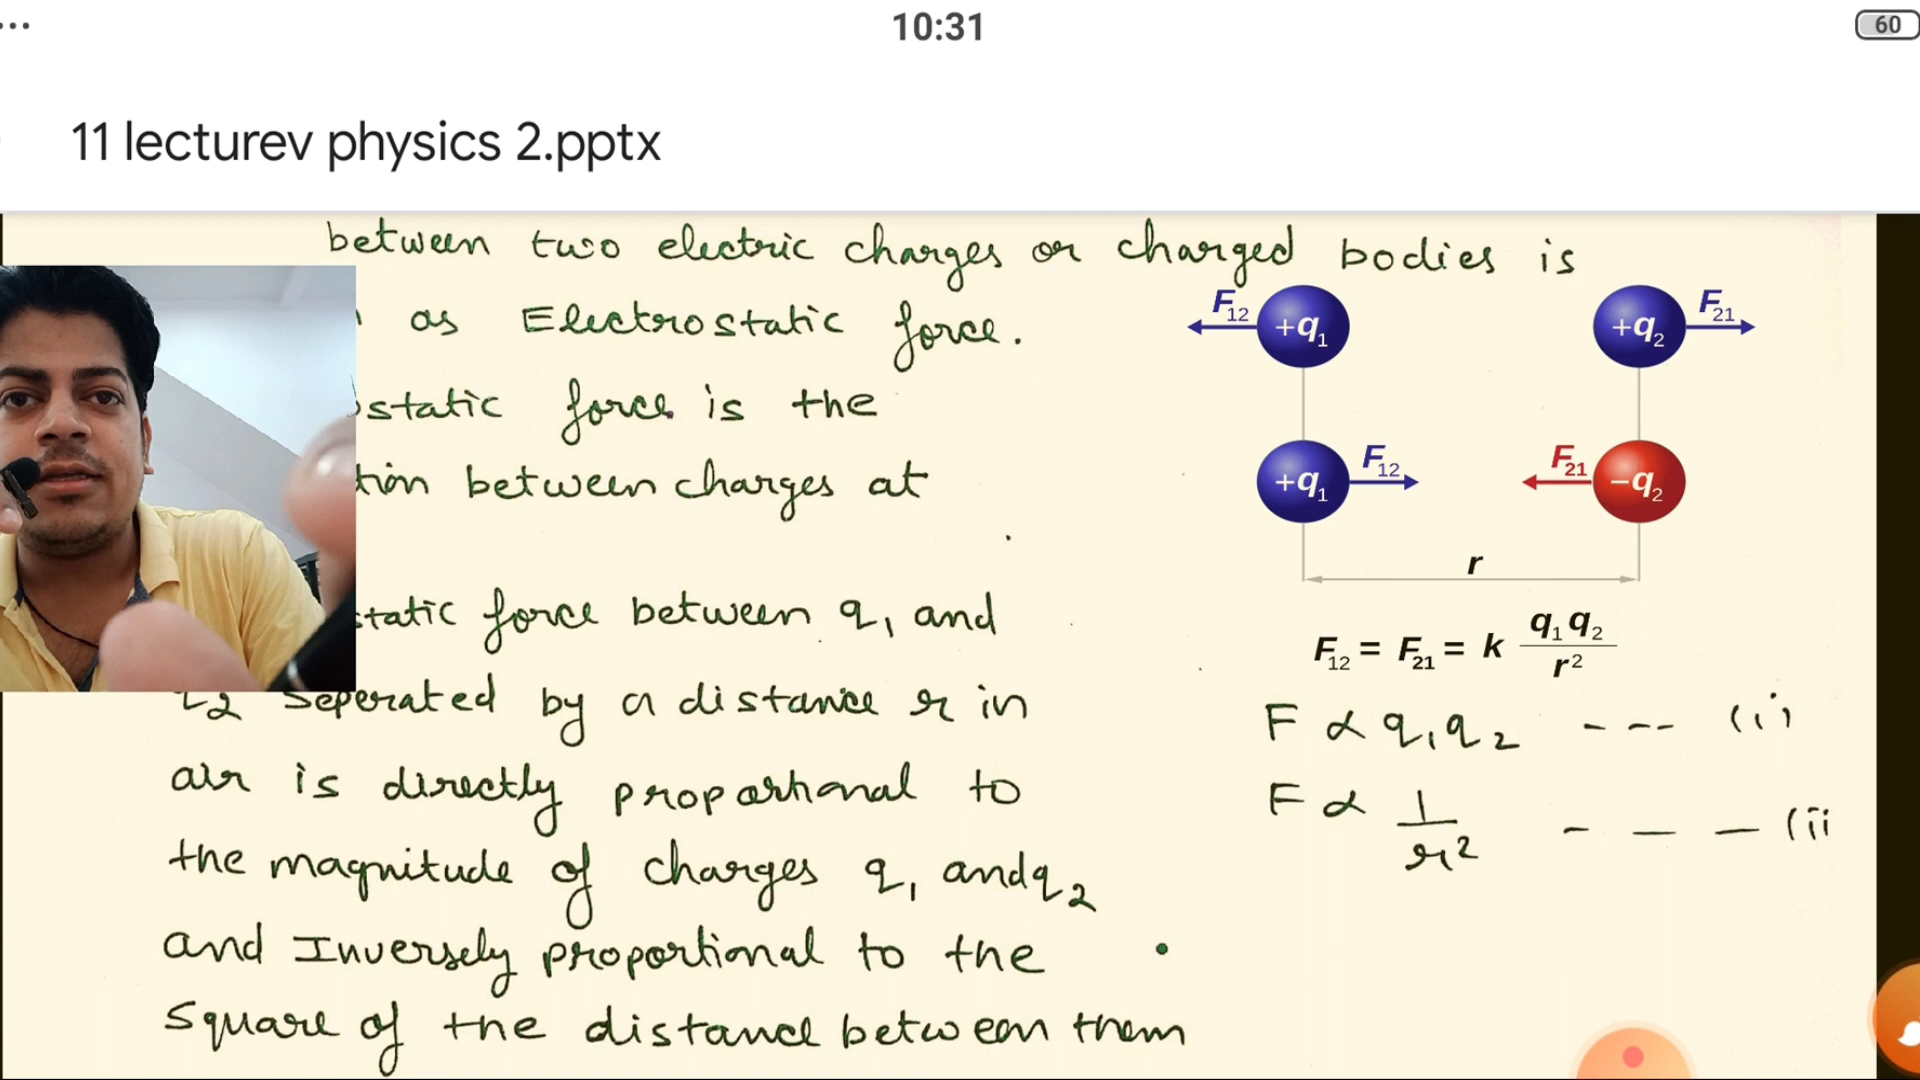 10:31
60
11 lecturev physics 2.pptx
between two electric charges or charged bodies is
as Electrostatic force.
static force is the
between charges at
static force between q₁ and
seperated by a distance r in
air is directly proportional to
the magnitude of charges q₁ and q₂
and Inversely proportional to the
square of the distance between them
F₁₂ +q₁ +q₂ F₂₁
+q₁ F₁₂ F₂₁ −q₂
r
F₁₂ = F₂₁ = k q₁q₂ / r²
F ∝ q₁q₂ - -- (i)
F ∝ 1/r² - - - (ii